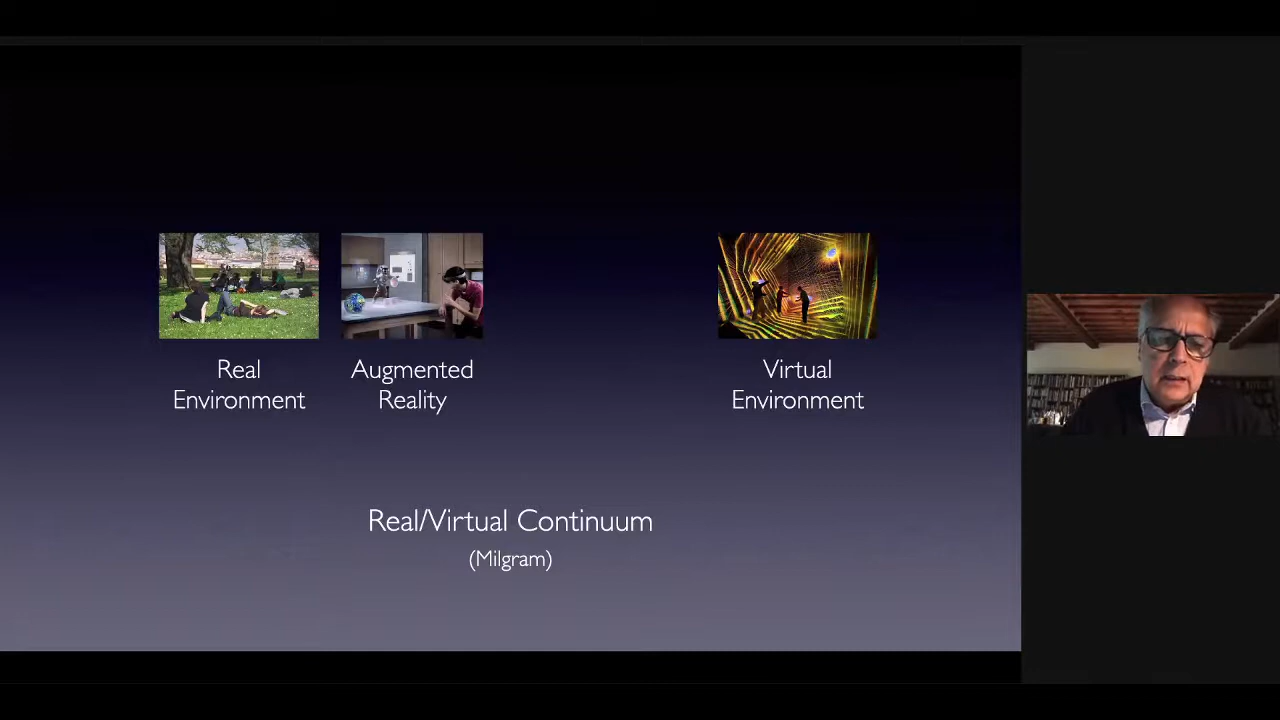 Real
Environment
Augmented
Reality
Virtual
Environment
Real/Virtual Continuum
(Milgram)